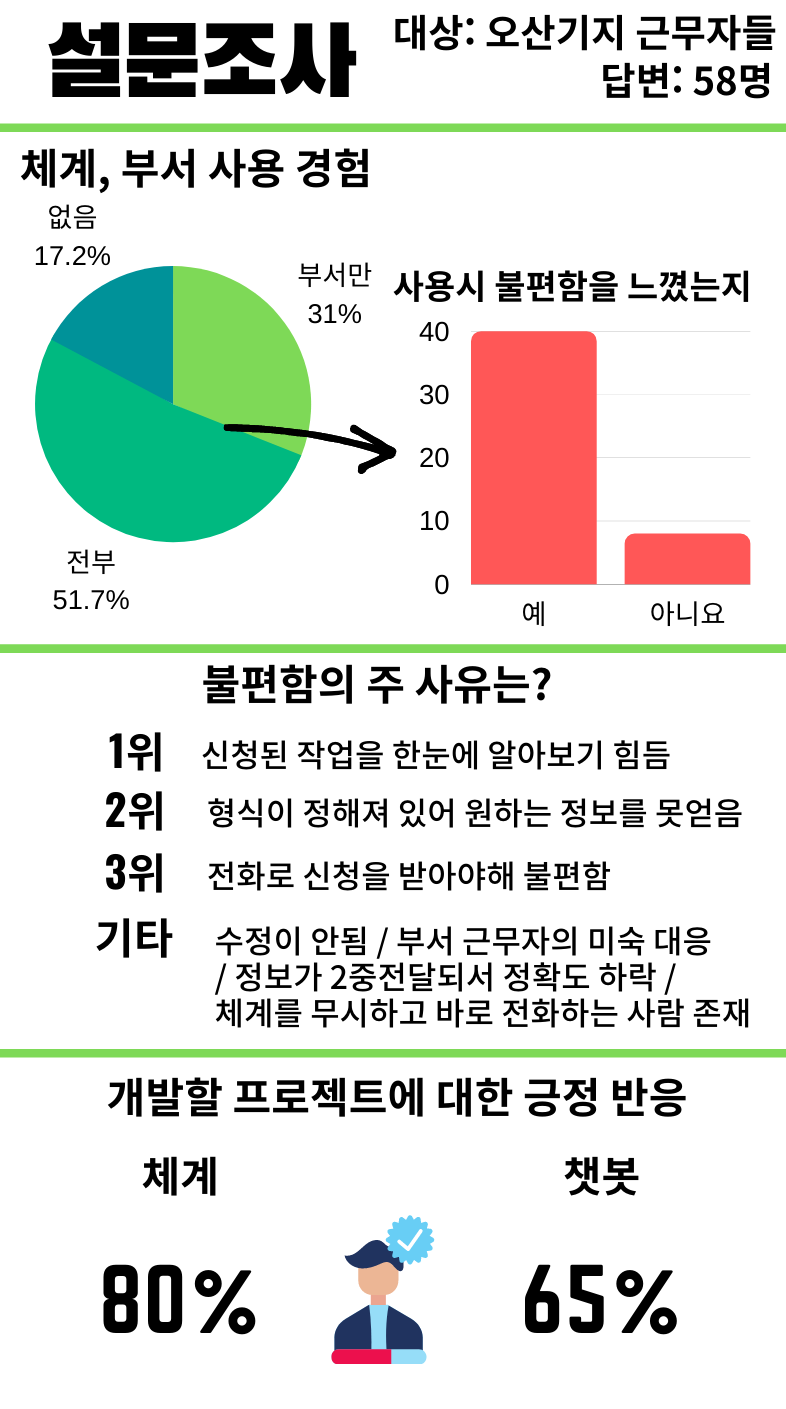 설문조사
대상: 오산기지 근무자들
답변: 58명
체계, 부서 사용 경험
없음
17.2%
부서만
31%
전부
51.7%
사용시 불편함을 느꼈는지
40
30
20
10
0
예
아니요
불편함의 주 사유는?
1위 신청된 작업을 한눈에 알아보기 힘듬
2위 형식이 정해져 있어 원하는 정보를 못얻음
3위 전화로 신청을 받아야해 불편함
기타 수정이 안됨 / 부서 근무자의 미숙 대응
/ 정보가 2중전달되서 정확도 하락 /
체계를 무시하고 바로 전화하는 사람 존재
개발할 프로젝트에 대한 긍정 반응
체계
챗봇
80%
65%